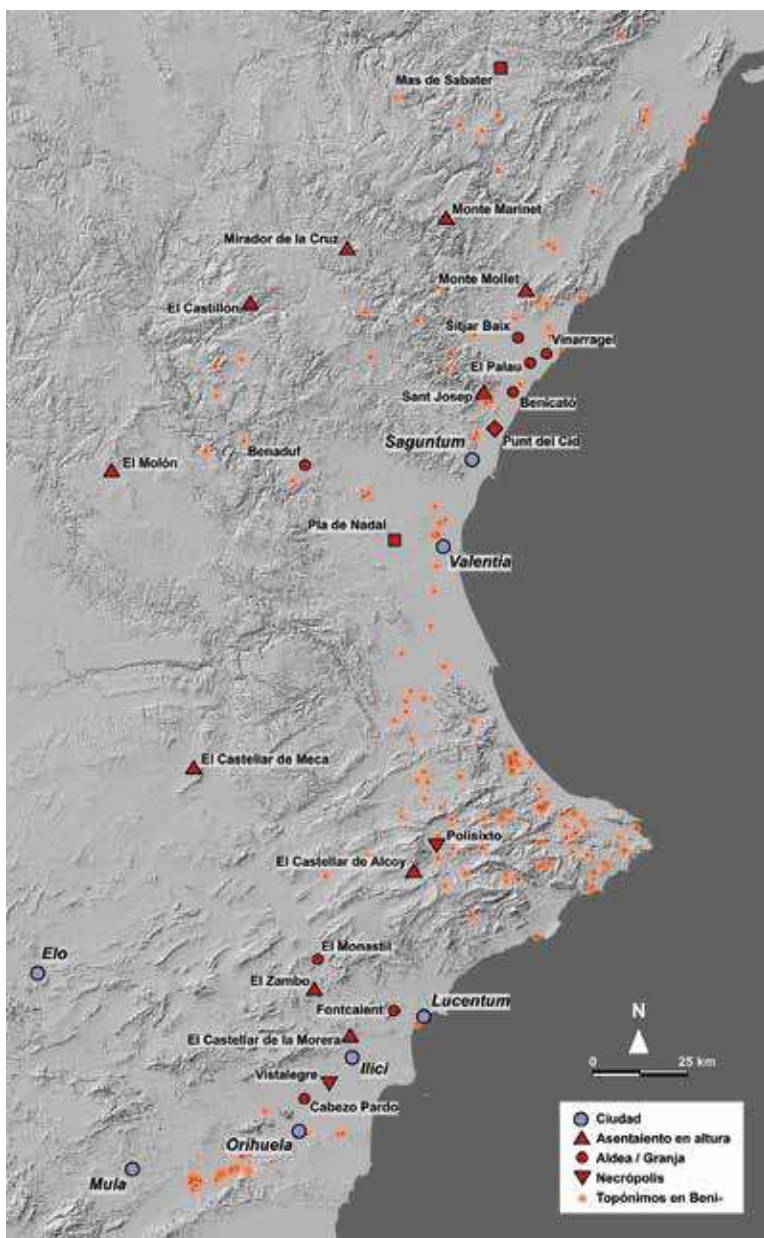 Mas de Sabater
Monte Marinet
Mirador de la Cruz
Monte Mollet
El Castillon
Sitjar Baix
Vinarragel
El Palau
Sant Josep
Benicató
Punt del Cid
Saguntum
El Molón
Benaduf
Pla de Nadal
Valentia
El Castellar de Meca
Polisixto
El Castellar de Alcoy
El Monastil
Elo
El Zambo
Fontcalent
Lucentum
El Castellar de la Morera
Ilici
Vistalegre
Cabezo Pardo
Orihuela
Mula
N
0 25 km
Ciudad
Asentaiento en altura
Aldea / Granja
Necrópolis
Topónimos en Beni-